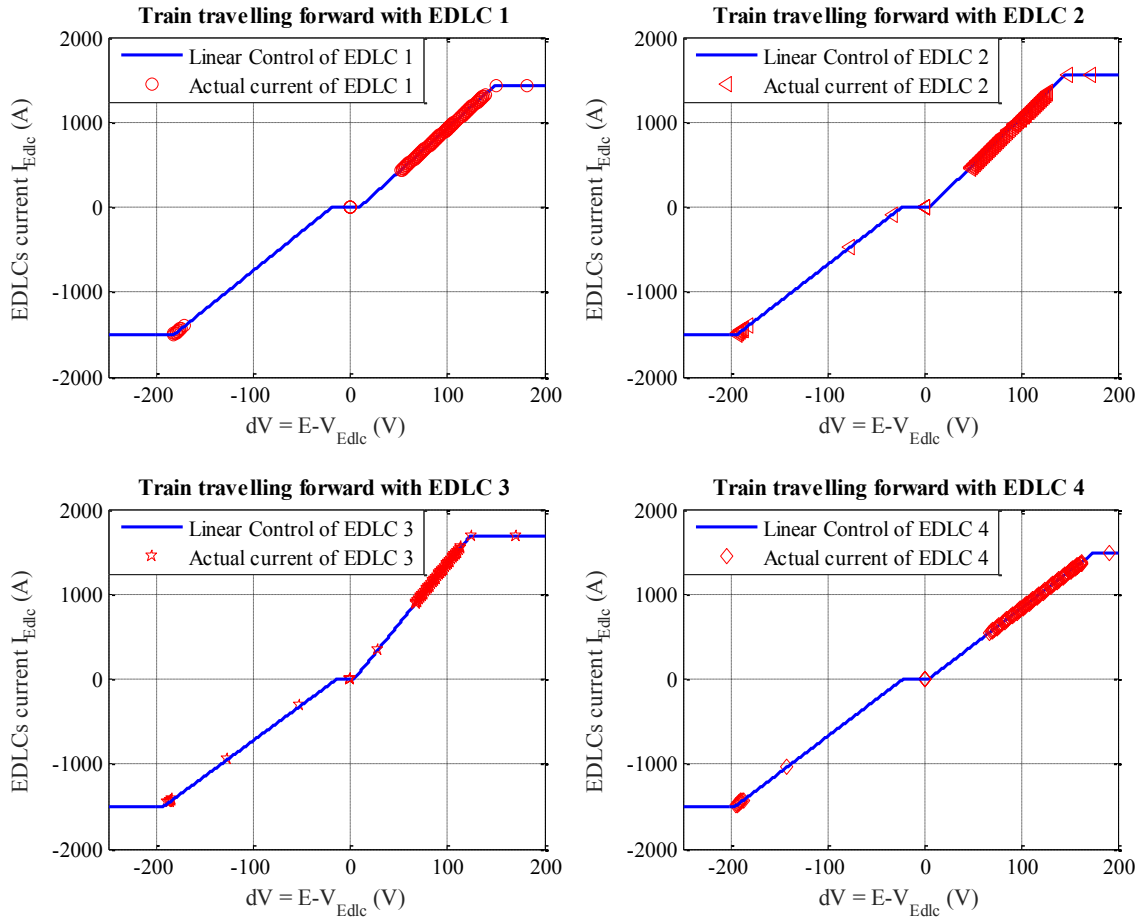 Train travelling forward with EDLC 1
2000
1000
0
-1000
-2000
EDLCs current I_Edlc (A)
Linear Control of EDLC 1
Actual current of EDLC 1
-200 -100 0 100 200
dV = E-V_Edlc (V)
Train travelling forward with EDLC 2
2000
1000
0
-1000
-2000
EDLCs current I_Edlc (A)
Linear Control of EDLC 2
Actual current of EDLC 2
-200 -100 0 100 200
dV = E-V_Edlc (V)
Train travelling forward with EDLC 3
2000
1000
0
-1000
-2000
EDLCs current I_Edlc (A)
Linear Control of EDLC 3
Actual current of EDLC 3
-200 -100 0 100 200
dV = E-V_Edlc (V)
Train travelling forward with EDLC 4
2000
1000
0
-1000
-2000
EDLCs current I_Edlc (A)
Linear Control of EDLC 4
Actual current of EDLC 4
-200 -100 0 100 200
dV = E-V_Edlc (V)